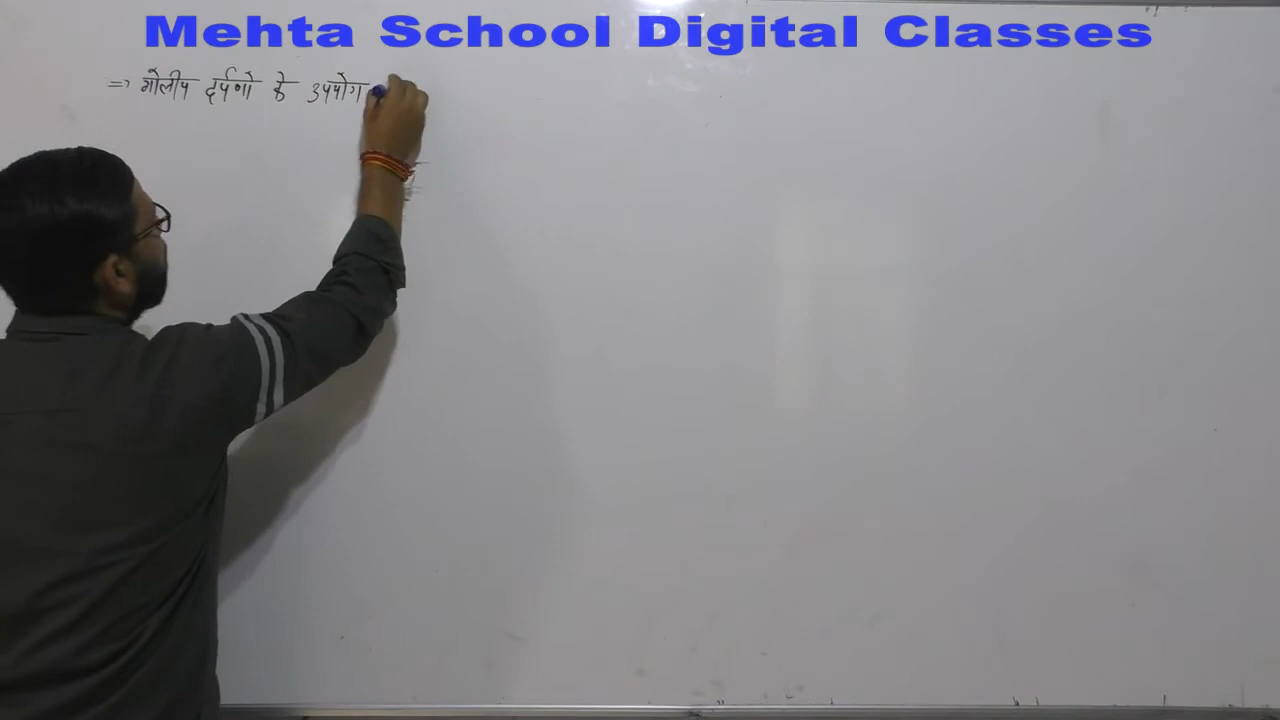 Mehta School Digital Classes
=> गोलीय दर्पणो के उपयोग